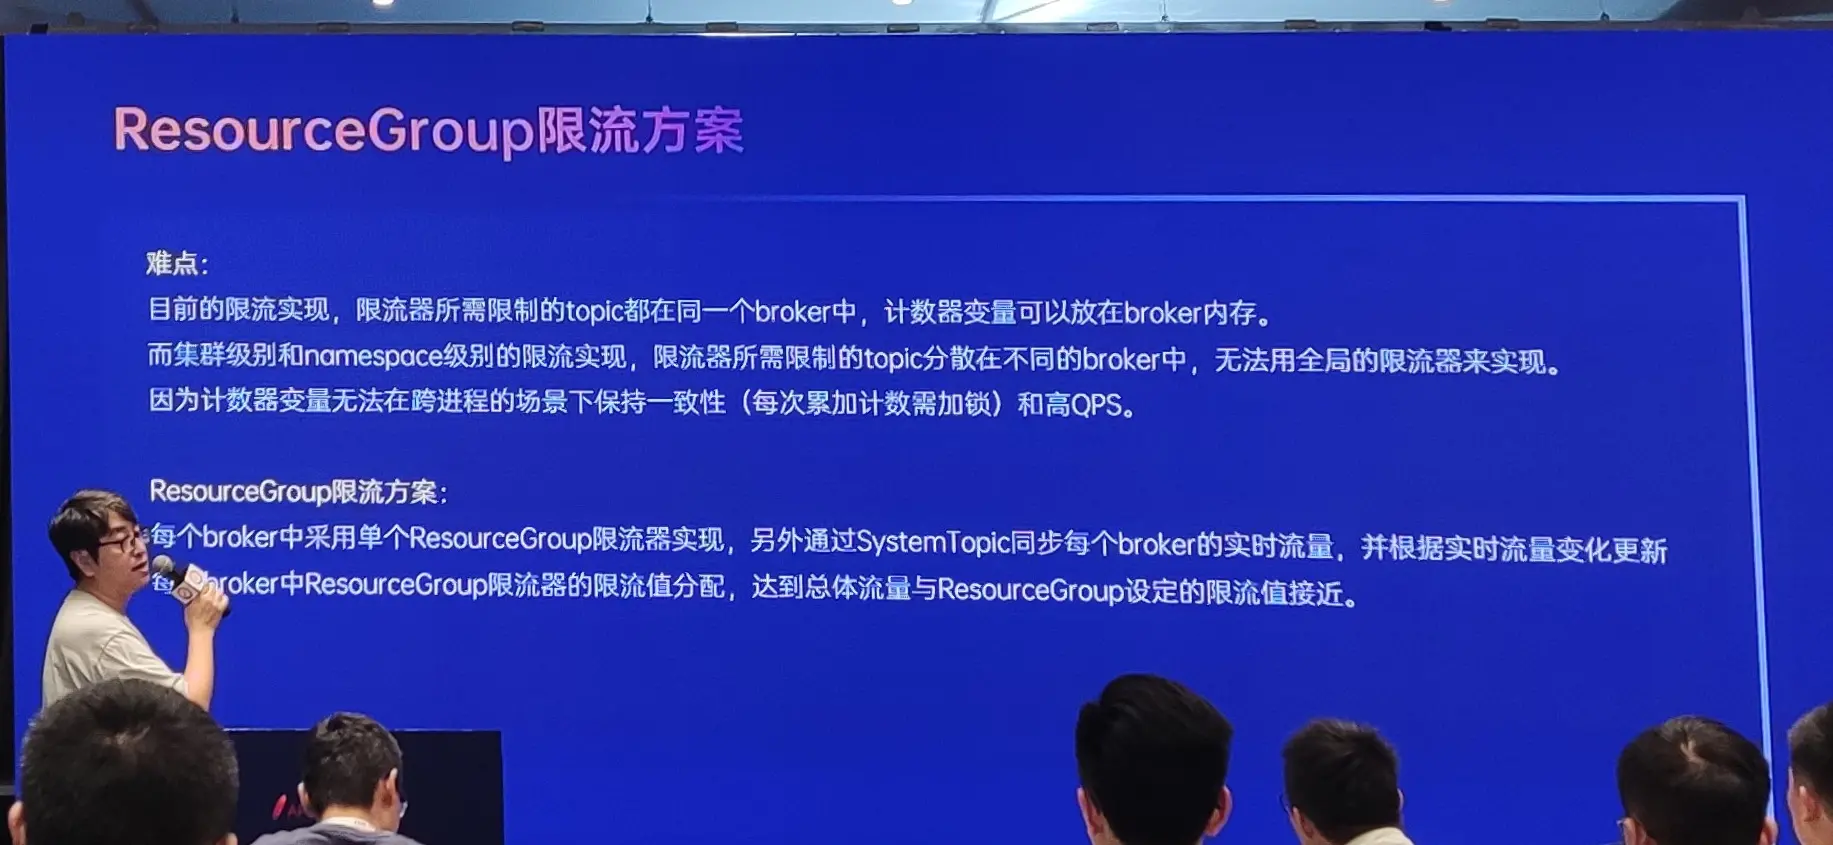 ResourceGroup限流方案
难点：
目前的限流实现，限流器所需限制的topic都在同一个broker中，计数器变量可以放在broker内存。
而集群级别和namespace级别的限流实现，限流器所需限制的topic分散在不同的broker中，无法用全局的限流器来实现。
因为计数器变量无法在跨进程的场景下保持一致性（每次累加计数需加锁）和高QPS。
ResourceGroup限流方案：
每个broker中采用单个ResourceGroup限流器实现，另外通过SystemTopic同步每个broker的实时流量，并根据实时流量变化更新
每 broker中ResourceGroup限流器的限流值分配，达到总体流量与ResourceGroup设定的限流值接近。